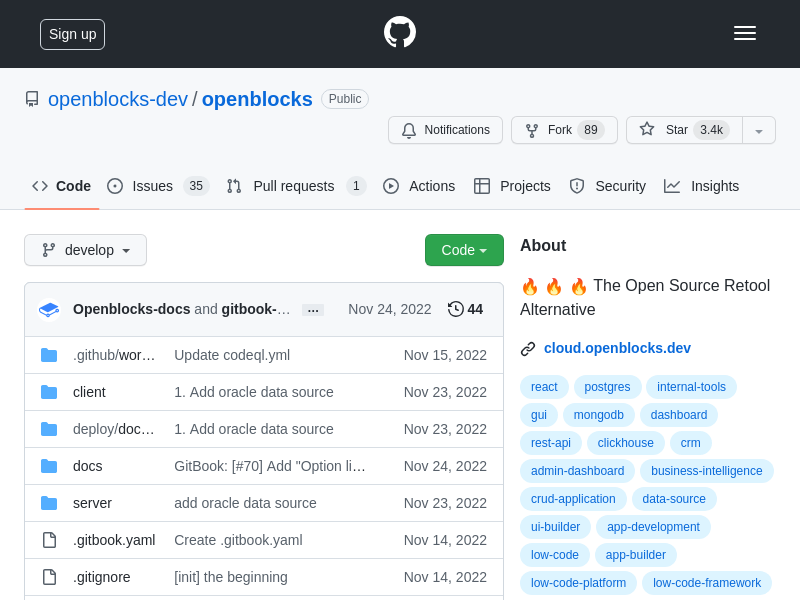 Sign up
openblocks-dev / openblocks Public
Notifications Fork 89 Star 3.4k
Code Issues 35 Pull requests 1 Actions Projects Security Insights
develop Code
Openblocks-docs and gitbook-… ... Nov 24, 2022 44
.github/wor… Update codeql.yml Nov 15, 2022
client 1. Add oracle data source Nov 23, 2022
deploy/doc… 1. Add oracle data source Nov 23, 2022
docs GitBook: [#70] Add "Option li… Nov 24, 2022
server add oracle data source Nov 23, 2022
.gitbook.yaml Create .gitbook.yaml Nov 14, 2022
.gitignore [init] the beginning Nov 14, 2022
About
🔥 🔥 🔥 The Open Source Retool
Alternative
cloud.openblocks.dev
react postgres internal-tools
gui mongodb dashboard
rest-api clickhouse crm
admin-dashboard business-intelligence
crud-application data-source
ui-builder app-development
low-code app-builder
low-code-platform low-code-framework